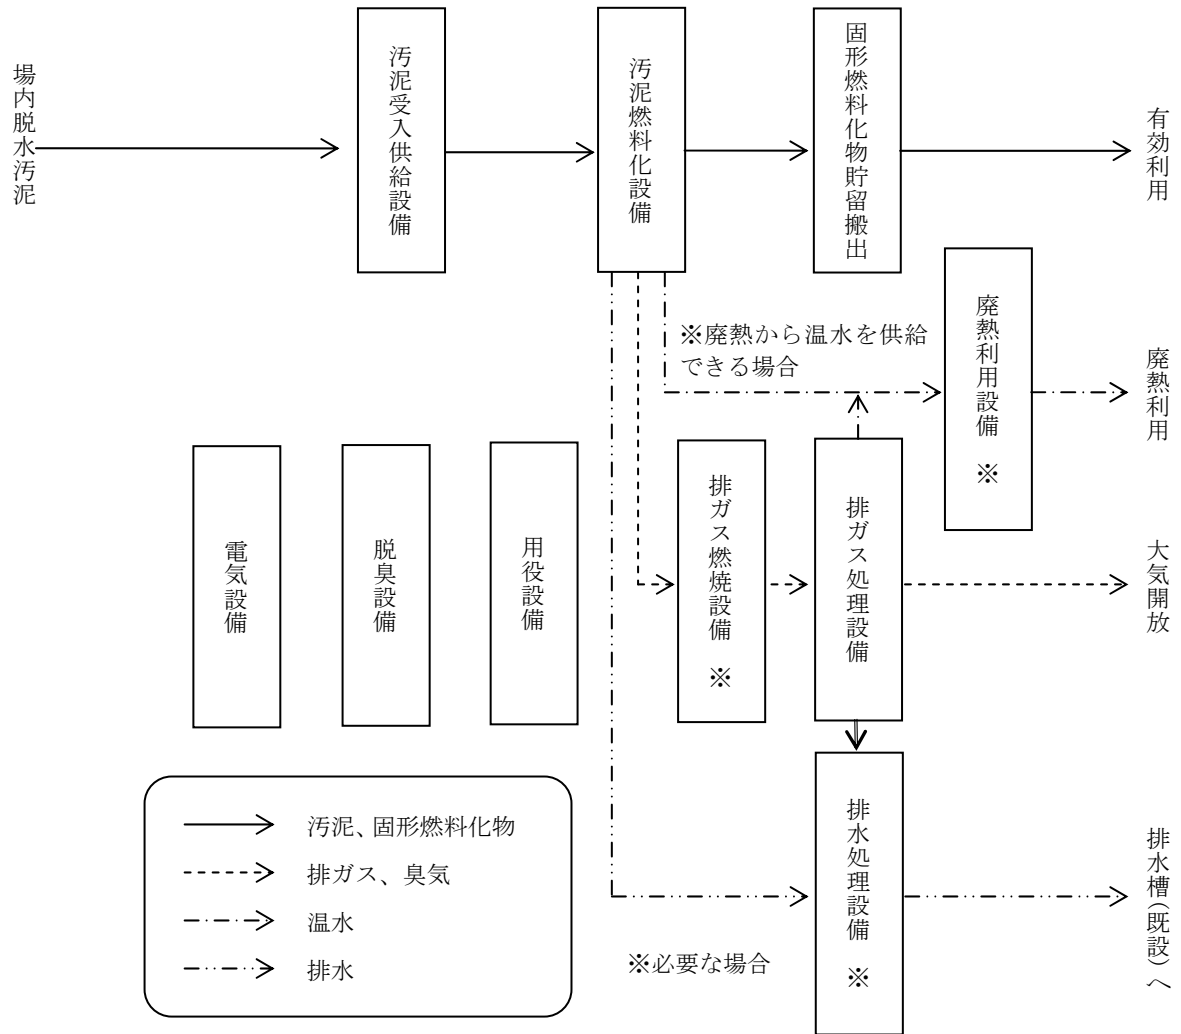 場内脱水汚泥
汚泥受入供給設備
汚泥燃料化設備
固形燃料化物貯留搬出
有効利用
※廃熱から温水を供給
できる場合
廃熱利用設備 ※
廃熱利用
電気設備
脱臭設備
用役設備
排ガス燃焼設備 ※
排ガス処理設備
大気開放
汚泥、固形燃料化物
排ガス、臭気
温水
排水
※必要な場合
排水処理設備 ※
排水槽(既設)へ